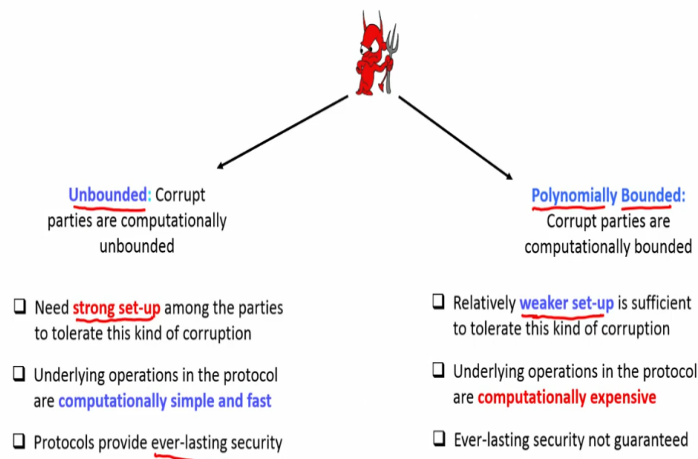 Unbounded: Corrupt
parties are computationally
unbounded
❑ Need strong set-up among the parties
to tolerate this kind of corruption
❑ Underlying operations in the protocol
are computationally simple and fast
❑ Protocols provide ever-lasting security
Polynomially Bounded:
Corrupt parties are
computationally bounded
❑ Relatively weaker set-up is sufficient
to tolerate this kind of corruption
❑ Underlying operations in the protocol
are computationally expensive
❑ Ever-lasting security not guaranteed